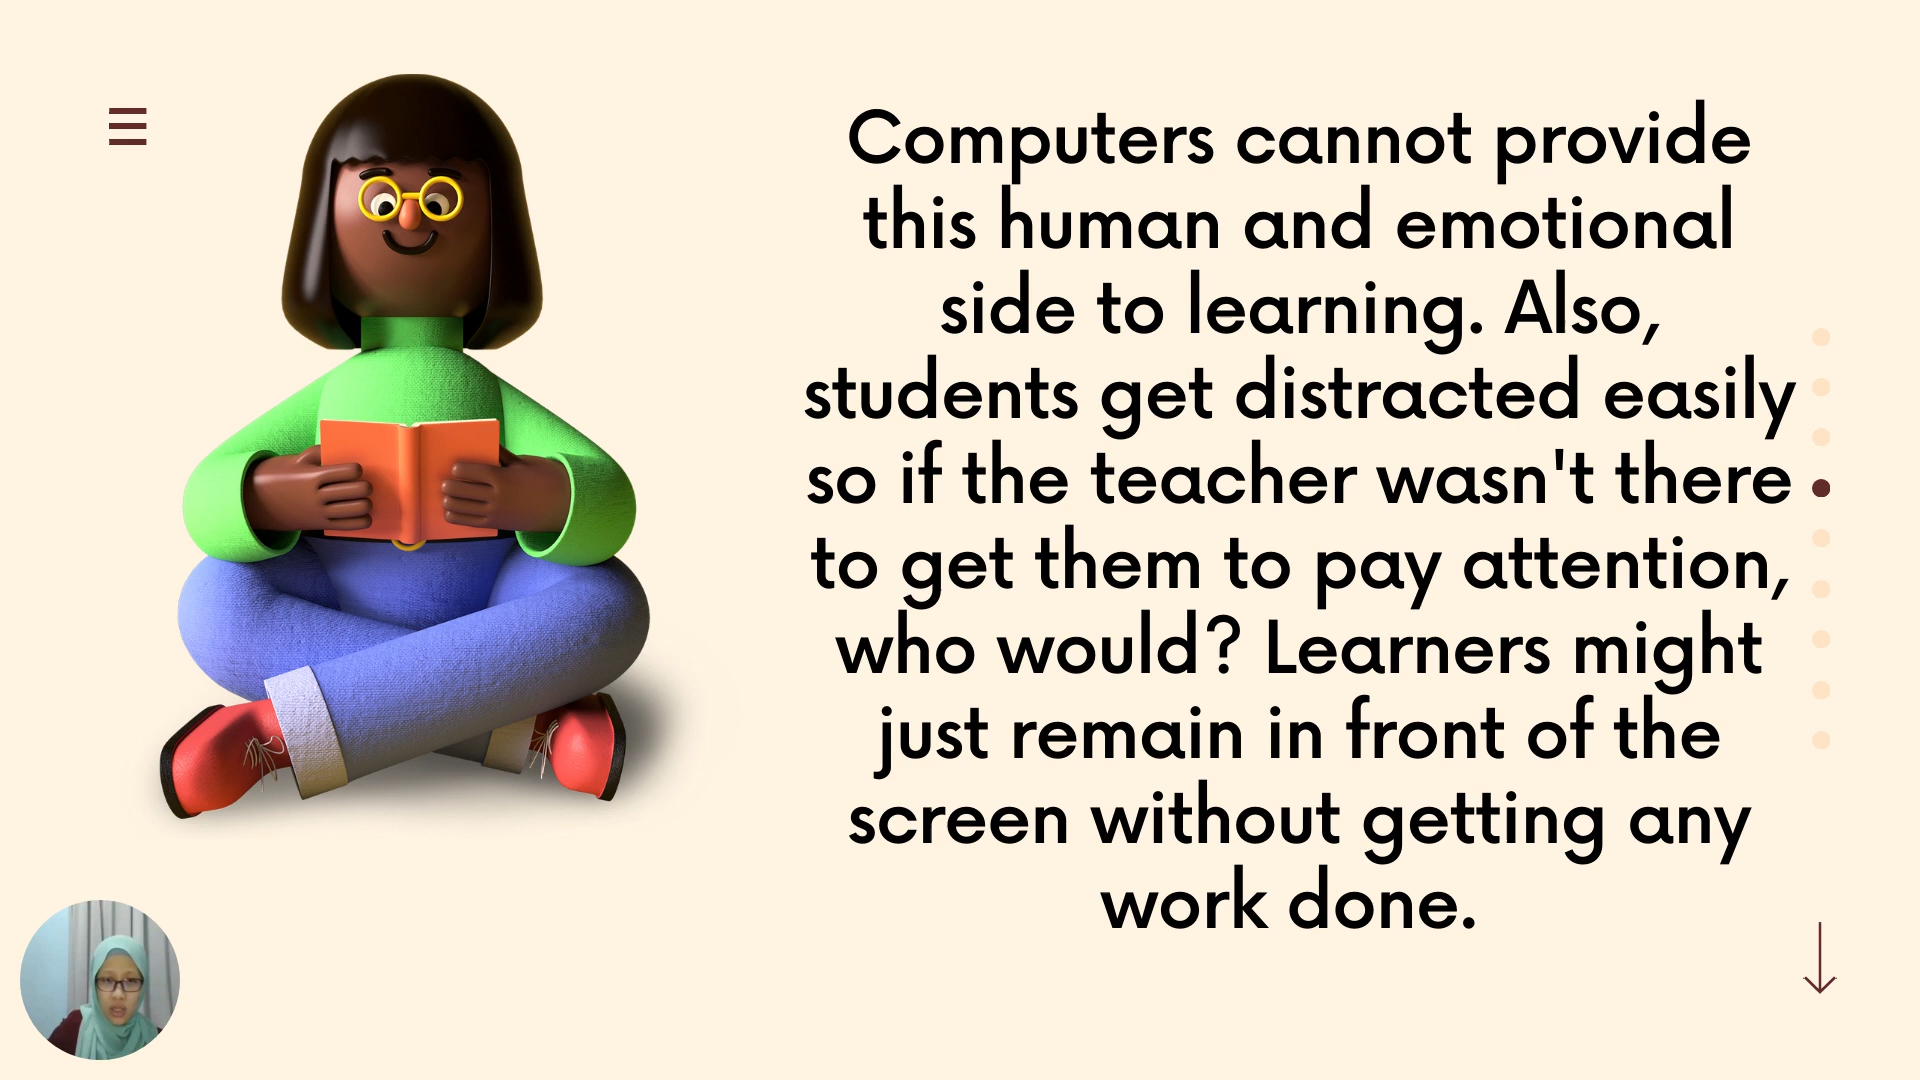 Computers cannot provide
this human and emotional
side to learning. Also,
students get distracted easily
so if the teacher wasn't there
to get them to pay attention,
who would? Learners might
just remain in front of the
screen without getting any
work done.